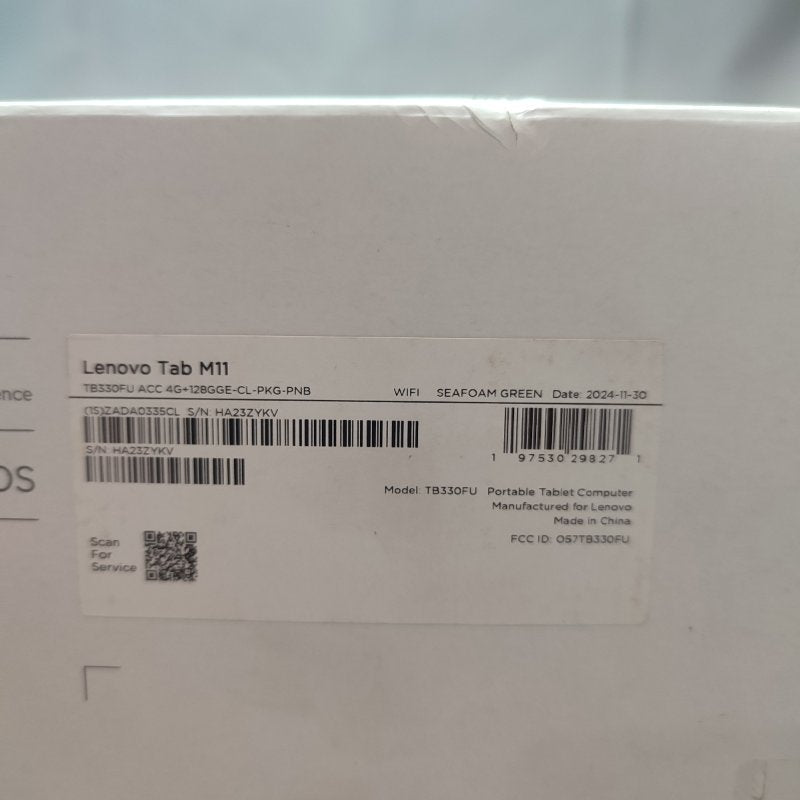 ence
OS
Lenovo Tab M11
TB330FU ACC 4G+128GGE-CL-PKG-PNB WIFI SEAFOAM GREEN Date: 2024-11-30
(1S)ZADA0335CL S/N: HA23ZYKV
S/N: HA23ZYKV
1 97530 29827 1
Model: TB330FU Portable Tablet Computer
Manufactured for Lenovo
Made in China
FCC ID: O57TB330FU
Scan
For
Service